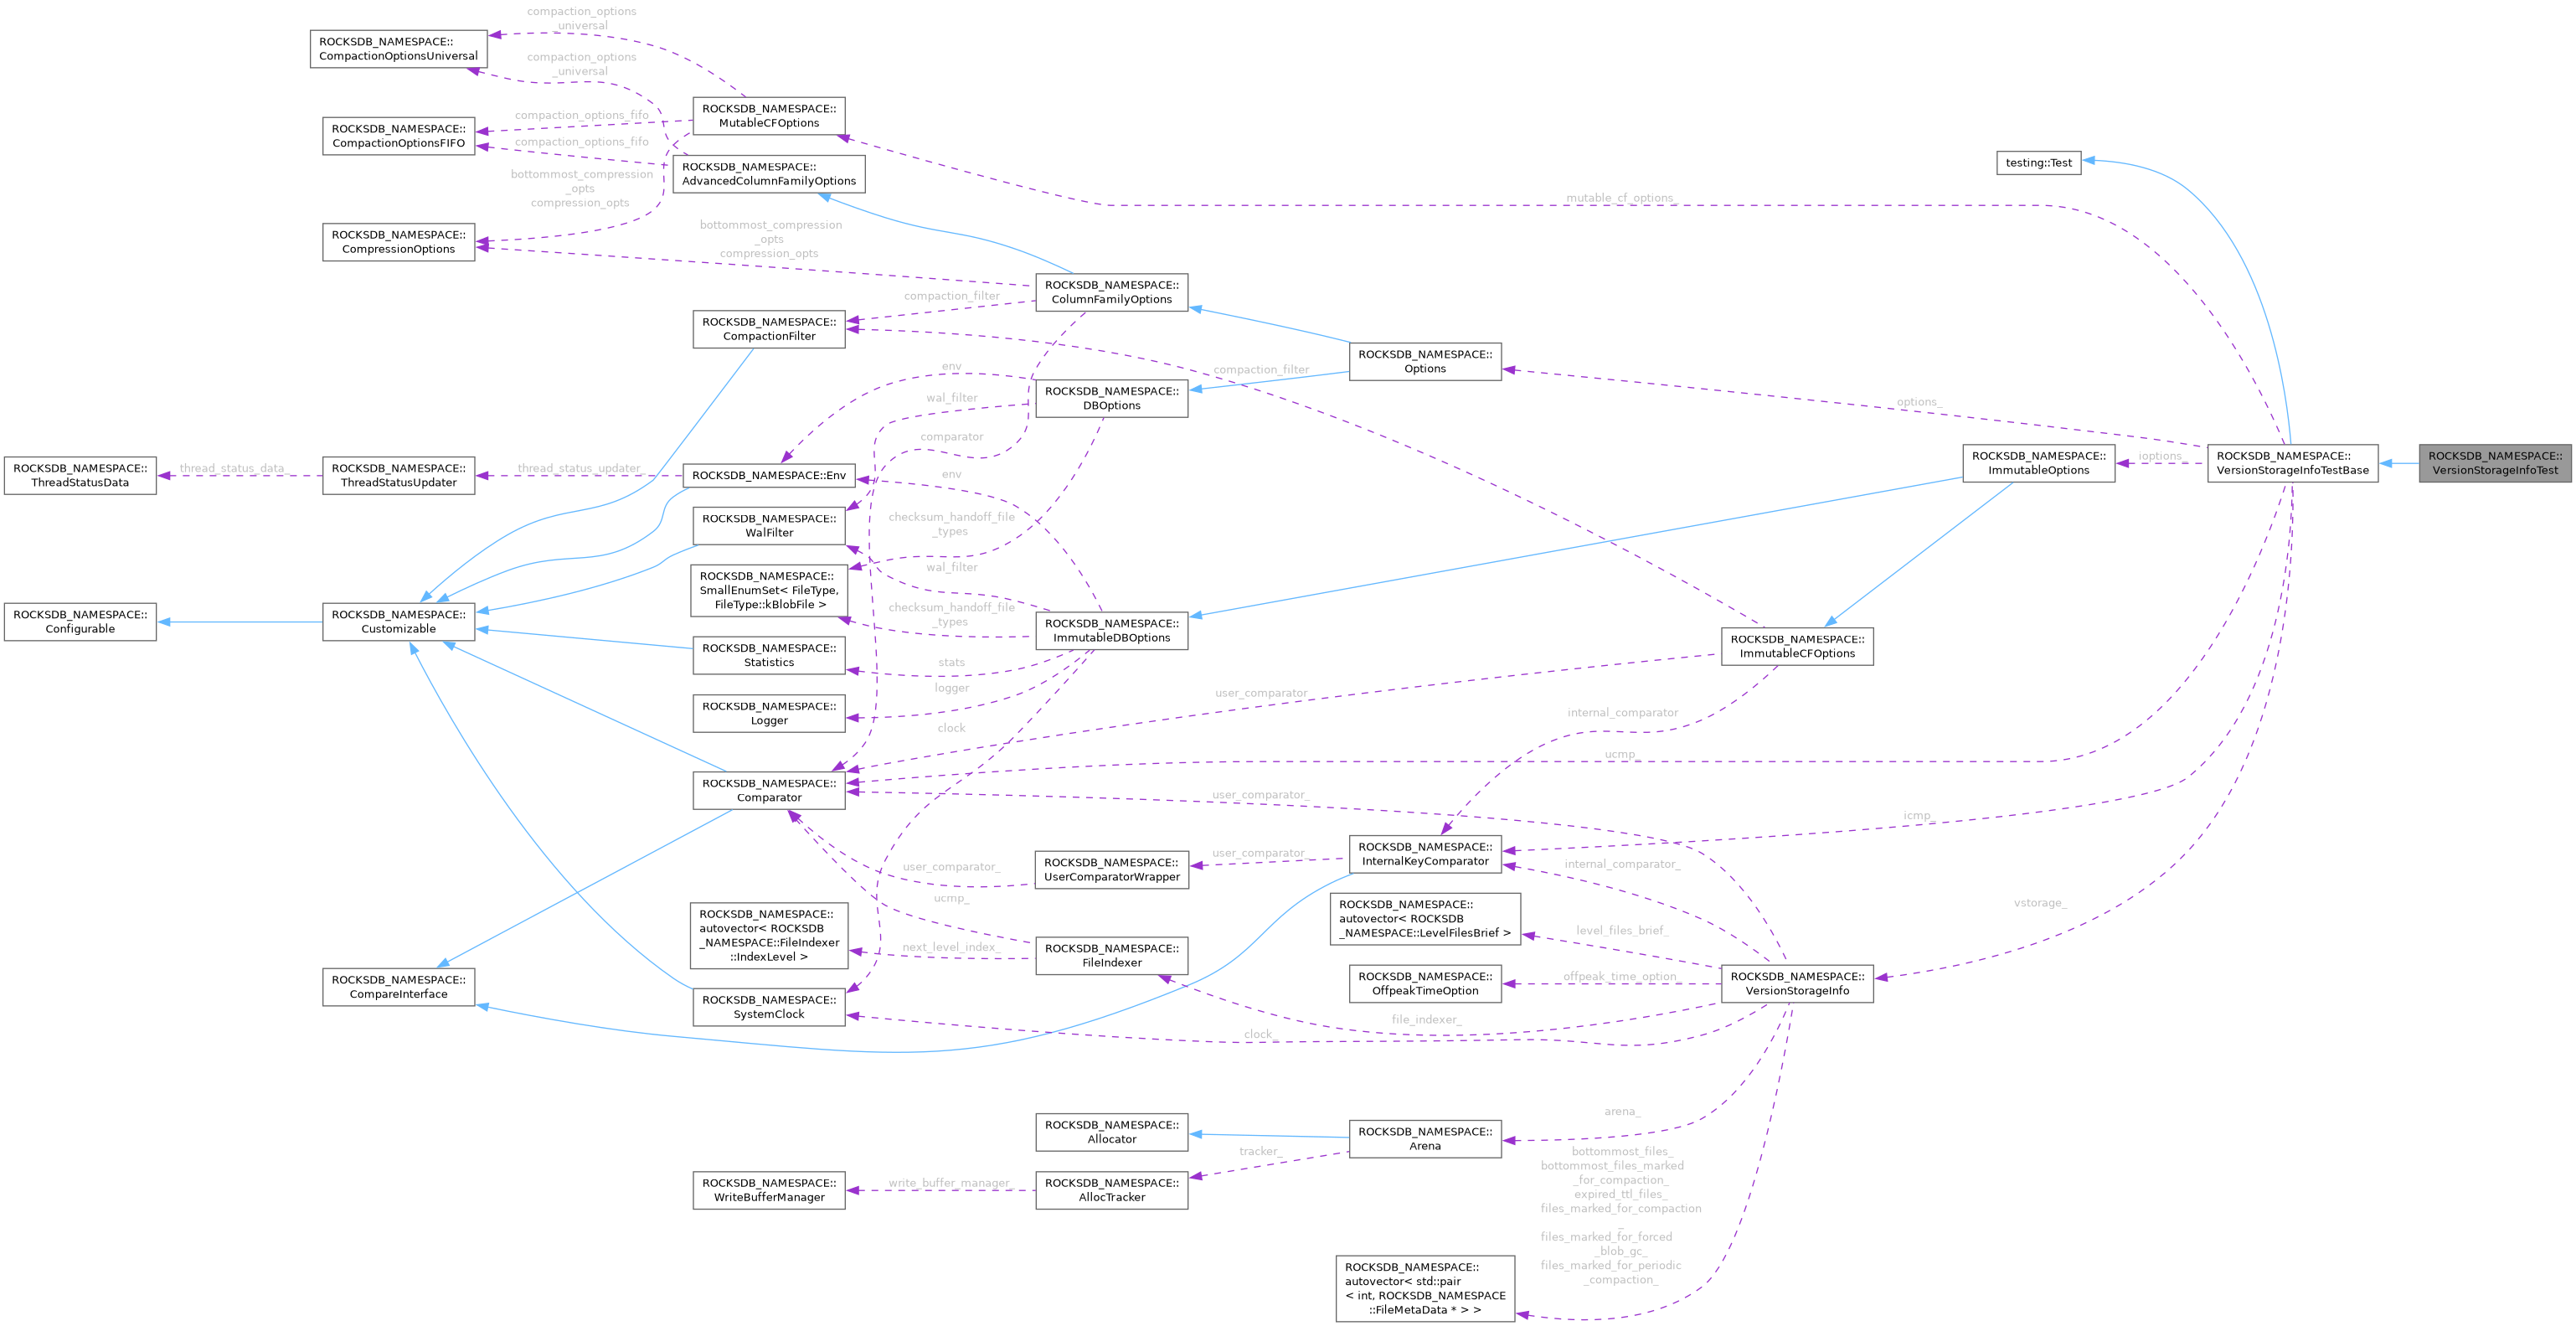 compaction_options
_universal
ROCKSDB_NAMESPACE::
CompactionOptionsUniversal
compaction_options
_universal
ROCKSDB_NAMESPACE::
MutableCFOptions
compaction_options_fifo
ROCKSDB_NAMESPACE::
CompactionOptionsFIFO
compaction_options_fifo
testing::Test
ROCKSDB_NAMESPACE::
AdvancedColumnFamilyOptions
bottommost_compression
_opts
compression_opts
mutable_cf_options_
ROCKSDB_NAMESPACE::
CompressionOptions
bottommost_compression
_opts
compression_opts
ROCKSDB_NAMESPACE::
ColumnFamilyOptions
compaction_filter
ROCKSDB_NAMESPACE::
CompactionFilter
ROCKSDB_NAMESPACE::
Options
env
compaction_filter
ROCKSDB_NAMESPACE::
DBOptions
wal_filter
options_
comparator
ROCKSDB_NAMESPACE::
ImmutableOptions
ioptions_
ROCKSDB_NAMESPACE::
VersionStorageInfoTestBase
ROCKSDB_NAMESPACE::
VersionStorageInfoTest
ROCKSDB_NAMESPACE::
ThreadStatusData
thread_status_data_
ROCKSDB_NAMESPACE::
ThreadStatusUpdater
thread_status_updater_
ROCKSDB_NAMESPACE::Env
env
ROCKSDB_NAMESPACE::
WalFilter
checksum_handoff_file
_types
wal_filter
ROCKSDB_NAMESPACE::
SmallEnumSet< FileType,
FileType::kBlobFile >
checksum_handoff_file
_types
ROCKSDB_NAMESPACE::
Configurable
ROCKSDB_NAMESPACE::
Customizable
ROCKSDB_NAMESPACE::
ImmutableDBOptions
ROCKSDB_NAMESPACE::
ImmutableCFOptions
ROCKSDB_NAMESPACE::
Statistics
stats
logger
user_comparator
ROCKSDB_NAMESPACE::
Logger
internal_comparator
clock
ucmp_
ROCKSDB_NAMESPACE::
Comparator
user_comparator_
icmp_
ROCKSDB_NAMESPACE::
InternalKeyComparator
user_comparator_
ROCKSDB_NAMESPACE::
UserComparatorWrapper
user_comparator_
internal_comparator_
ucmp_
ROCKSDB_NAMESPACE::
autovector< ROCKSDB
_NAMESPACE::LevelFilesBrief >
vstorage_
ROCKSDB_NAMESPACE::
autovector< ROCKSDB
_NAMESPACE::FileIndexer
::IndexLevel >
level_files_brief_
next_level_index_
ROCKSDB_NAMESPACE::
FileIndexer
ROCKSDB_NAMESPACE::
CompareInterface
ROCKSDB_NAMESPACE::
OffpeakTimeOption
offpeak_time_option_
ROCKSDB_NAMESPACE::
VersionStorageInfo
ROCKSDB_NAMESPACE::
SystemClock
file_indexer_
clock_
arena_
ROCKSDB_NAMESPACE::
Allocator
ROCKSDB_NAMESPACE::
Arena
tracker_
ROCKSDB_NAMESPACE::
WriteBufferManager
write_buffer_manager_
ROCKSDB_NAMESPACE::
AllocTracker
bottommost_files_
bottommost_files_marked
_for_compaction_
expired_ttl_files_
files_marked_for_compaction
_
files_marked_for_forced
_blob_gc_
files_marked_for_periodic
_compaction_
ROCKSDB_NAMESPACE::
autovector< std::pair
< int, ROCKSDB_NAMESPACE
::FileMetaData * > >